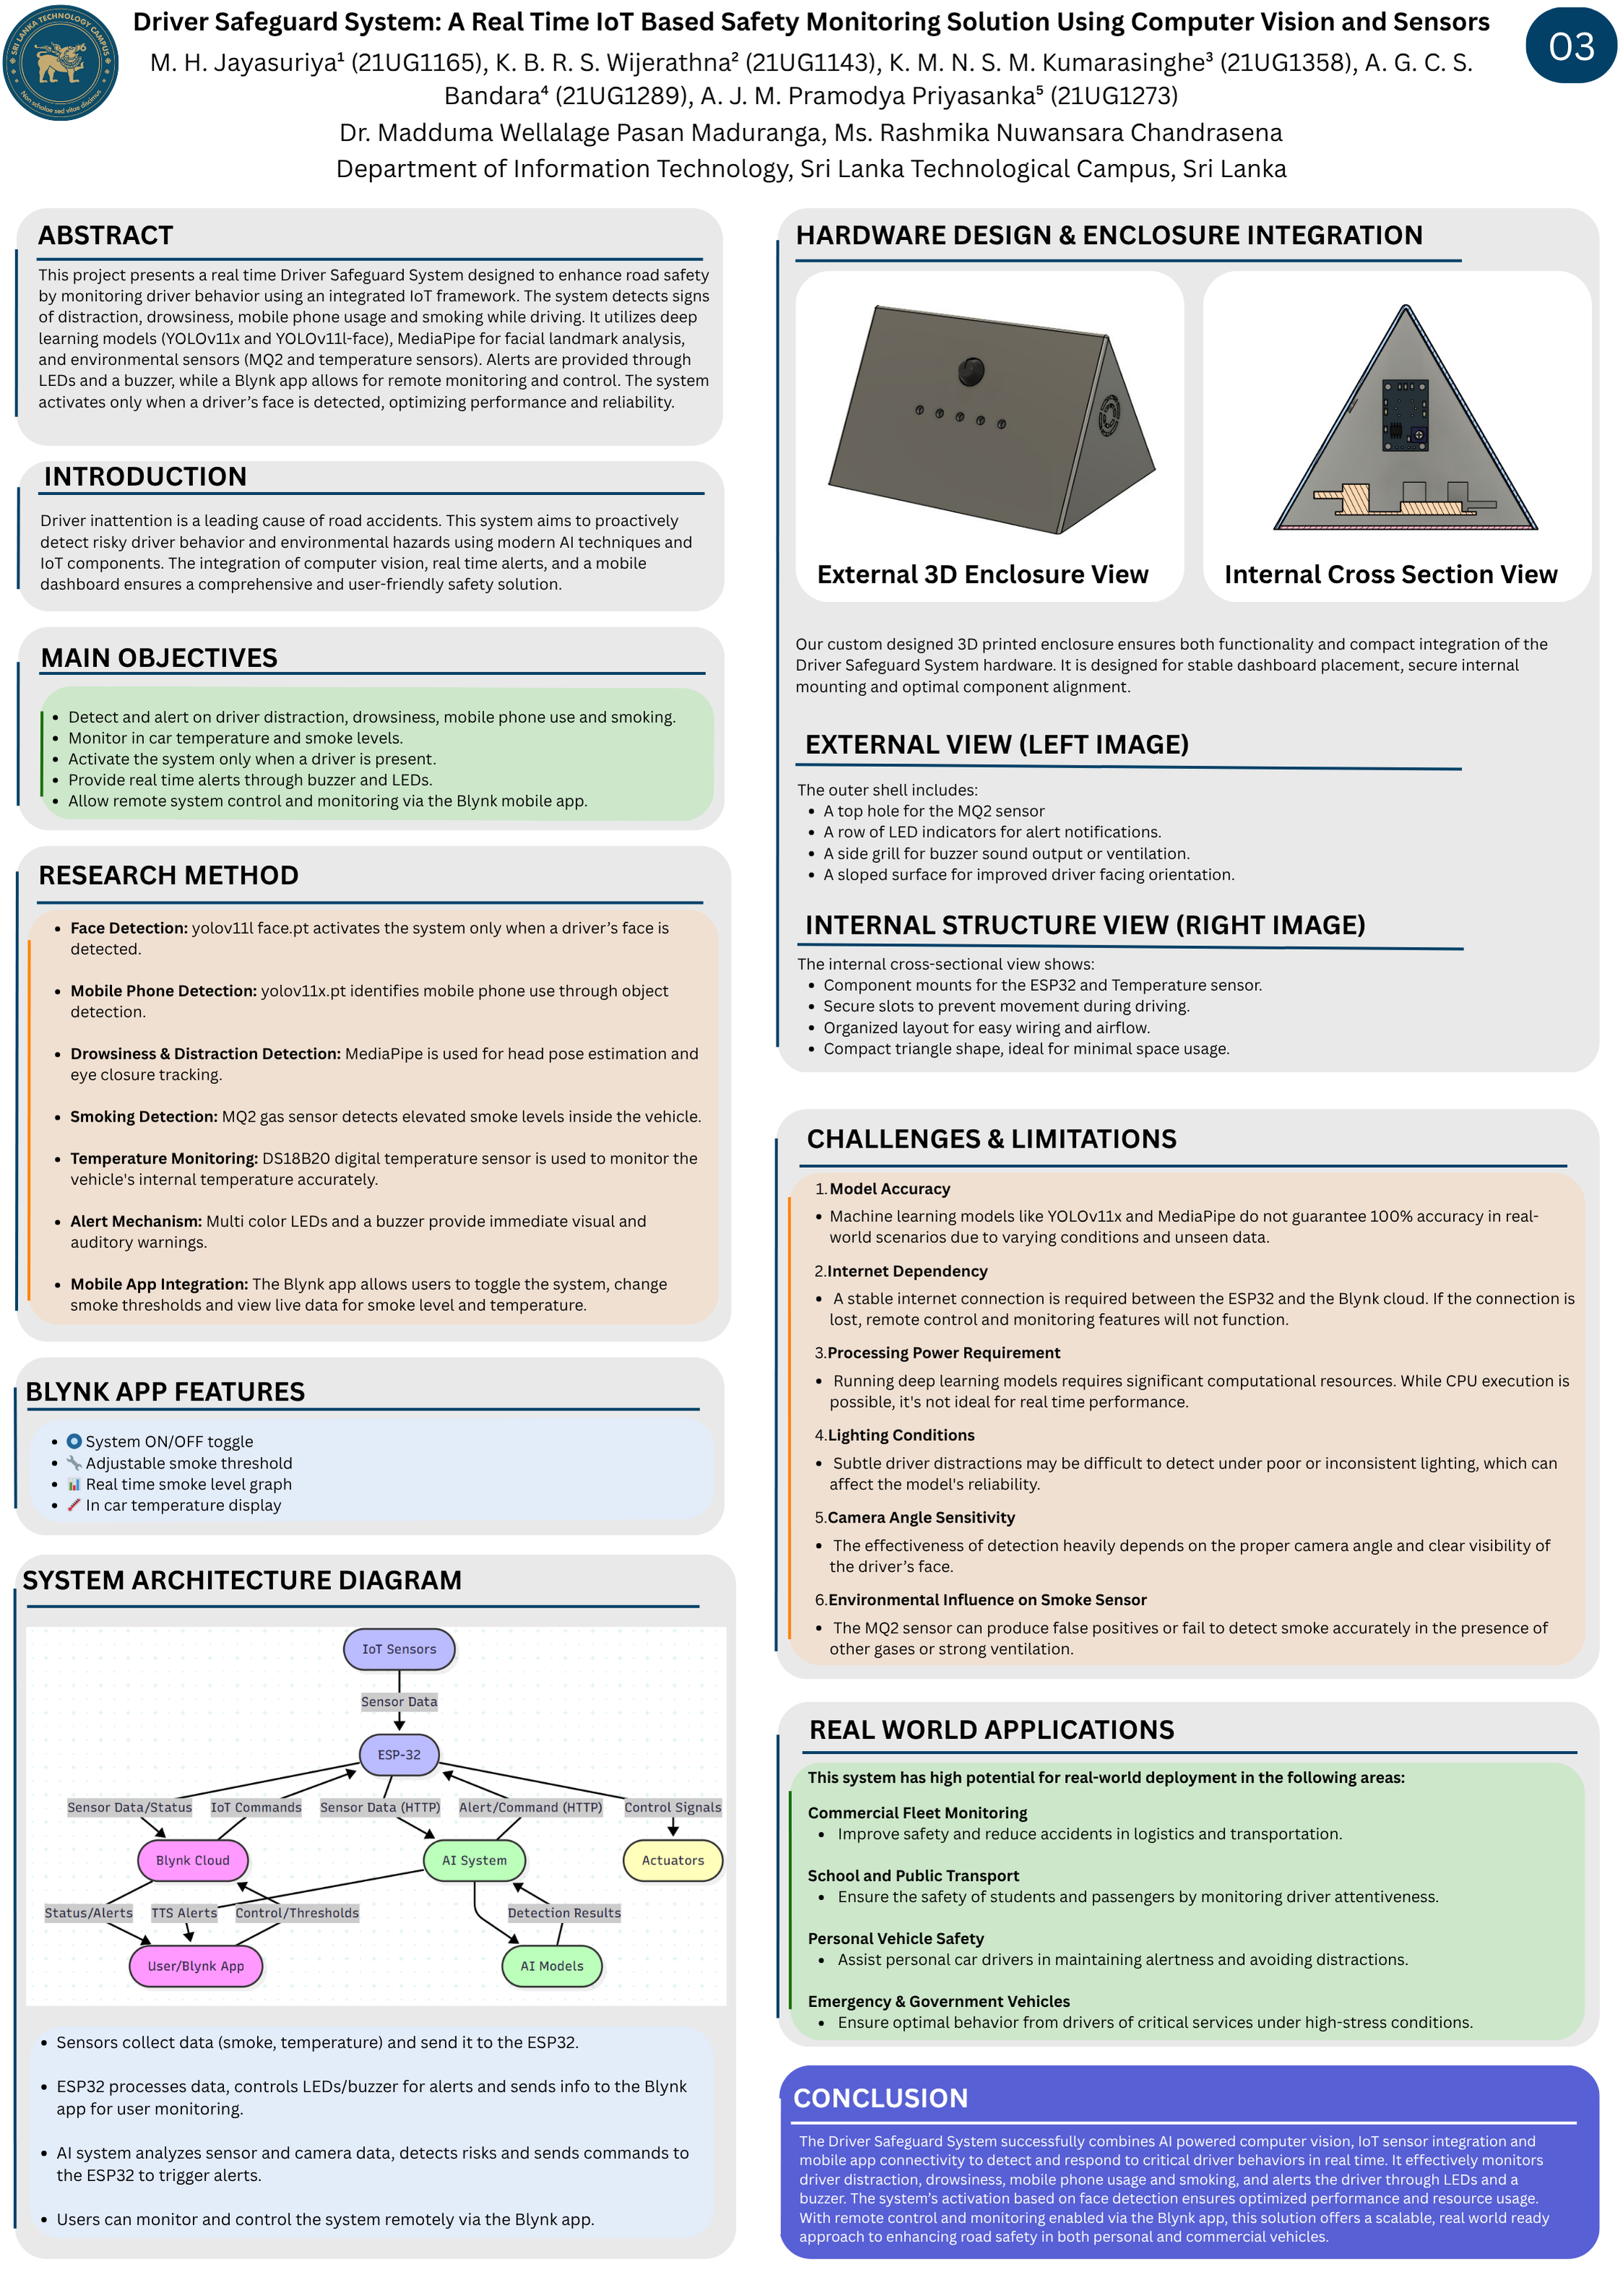 SRI LANKA TECHNOLOGY CAMPUS
Non scholae sed vitae discimus
Driver Safeguard System: A Real Time IoT Based Safety Monitoring Solution Using Computer Vision and Sensors
03
M. H. Jayasuriya¹ (21UG1165), K. B. R. S. Wijerathna² (21UG1143), K. M. N. S. M. Kumarasinghe³ (21UG1358), A. G. C. S.
Bandara⁴ (21UG1289), A. J. M. Pramodya Priyasanka⁵ (21UG1273)
Dr. Madduma Wellalage Pasan Maduranga, Ms. Rashmika Nuwansara Chandrasena
Department of Information Technology, Sri Lanka Technological Campus, Sri Lanka
ABSTRACT
This project presents a real time Driver Safeguard System designed to enhance road safety
by monitoring driver behavior using an integrated IoT framework. The system detects signs
of distraction, drowsiness, mobile phone usage and smoking while driving. It utilizes deep
learning models (YOLOv11x and YOLOv11l-face), MediaPipe for facial landmark analysis,
and environmental sensors (MQ2 and temperature sensors). Alerts are provided through
LEDs and a buzzer, while a Blynk app allows for remote monitoring and control. The system
activates only when a driver's face is detected, optimizing performance and reliability.
INTRODUCTION
Driver inattention is a leading cause of road accidents. This system aims to proactively
detect risky driver behavior and environmental hazards using modern AI techniques and
IoT components. The integration of computer vision, real time alerts, and a mobile
dashboard ensures a comprehensive and user-friendly safety solution.
MAIN OBJECTIVES
• Detect and alert on driver distraction, drowsiness, mobile phone use and smoking.
• Monitor in car temperature and smoke levels.
• Activate the system only when a driver is present.
• Provide real time alerts through buzzer and LEDs.
• Allow remote system control and monitoring via the Blynk mobile app.
RESEARCH METHOD
• Face Detection: yolov11l face.pt activates the system only when a driver's face is
detected.
• Mobile Phone Detection: yolov11x.pt identifies mobile phone use through object
detection.
• Drowsiness & Distraction Detection: MediaPipe is used for head pose estimation and
eye closure tracking.
• Smoking Detection: MQ2 gas sensor detects elevated smoke levels inside the vehicle.
• Temperature Monitoring: DS18B20 digital temperature sensor is used to monitor the
vehicle's internal temperature accurately.
• Alert Mechanism: Multi color LEDs and a buzzer provide immediate visual and
auditory warnings.
• Mobile App Integration: The Blynk app allows users to toggle the system, change
smoke thresholds and view live data for smoke level and temperature.
BLYNK APP FEATURES
• System ON/OFF toggle
• Adjustable smoke threshold
• Real time smoke level graph
• In car temperature display
SYSTEM ARCHITECTURE DIAGRAM
IoT Sensors
Sensor Data
ESP-32
Sensor Data/Status IoT Commands Sensor Data (HTTP) Alert/Command (HTTP) Control Signals
Blynk Cloud AI System Actuators
Status/Alerts TTS Alerts Control/Thresholds Detection Results
User/Blynk App AI Models
• Sensors collect data (smoke, temperature) and send it to the ESP32.
• ESP32 processes data, controls LEDs/buzzer for alerts and sends info to the Blynk
app for user monitoring.
• AI system analyzes sensor and camera data, detects risks and sends commands to
the ESP32 to trigger alerts.
• Users can monitor and control the system remotely via the Blynk app.
HARDWARE DESIGN & ENCLOSURE INTEGRATION
External 3D Enclosure View
Internal Cross Section View
Our custom designed 3D printed enclosure ensures both functionality and compact integration of the
Driver Safeguard System hardware. It is designed for stable dashboard placement, secure internal
mounting and optimal component alignment.
EXTERNAL VIEW (LEFT IMAGE)
The outer shell includes:
• A top hole for the MQ2 sensor
• A row of LED indicators for alert notifications.
• A side grill for buzzer sound output or ventilation.
• A sloped surface for improved driver facing orientation.
INTERNAL STRUCTURE VIEW (RIGHT IMAGE)
The internal cross-sectional view shows:
• Component mounts for the ESP32 and Temperature sensor.
• Secure slots to prevent movement during driving.
• Organized layout for easy wiring and airflow.
• Compact triangle shape, ideal for minimal space usage.
CHALLENGES & LIMITATIONS
1.Model Accuracy
• Machine learning models like YOLOv11x and MediaPipe do not guarantee 100% accuracy in real-
world scenarios due to varying conditions and unseen data.
2.Internet Dependency
• A stable internet connection is required between the ESP32 and the Blynk cloud. If the connection is
lost, remote control and monitoring features will not function.
3.Processing Power Requirement
• Running deep learning models requires significant computational resources. While CPU execution is
possible, it's not ideal for real time performance.
4.Lighting Conditions
• Subtle driver distractions may be difficult to detect under poor or inconsistent lighting, which can
affect the model's reliability.
5.Camera Angle Sensitivity
• The effectiveness of detection heavily depends on the proper camera angle and clear visibility of
the driver's face.
6.Environmental Influence on Smoke Sensor
• The MQ2 sensor can produce false positives or fail to detect smoke accurately in the presence of
other gases or strong ventilation.
REAL WORLD APPLICATIONS
This system has high potential for real-world deployment in the following areas:
Commercial Fleet Monitoring
• Improve safety and reduce accidents in logistics and transportation.
School and Public Transport
• Ensure the safety of students and passengers by monitoring driver attentiveness.
Personal Vehicle Safety
• Assist personal car drivers in maintaining alertness and avoiding distractions.
Emergency & Government Vehicles
• Ensure optimal behavior from drivers of critical services under high-stress conditions.
CONCLUSION
The Driver Safeguard System successfully combines AI powered computer vision, IoT sensor integration and
mobile app connectivity to detect and respond to critical driver behaviors in real time. It effectively monitors
driver distraction, drowsiness, mobile phone usage and smoking, and alerts the driver through LEDs and a
buzzer. The system's activation based on face detection ensures optimized performance and resource usage.
With remote control and monitoring enabled via the Blynk app, this solution offers a scalable, real world ready
approach to enhancing road safety in both personal and commercial vehicles.